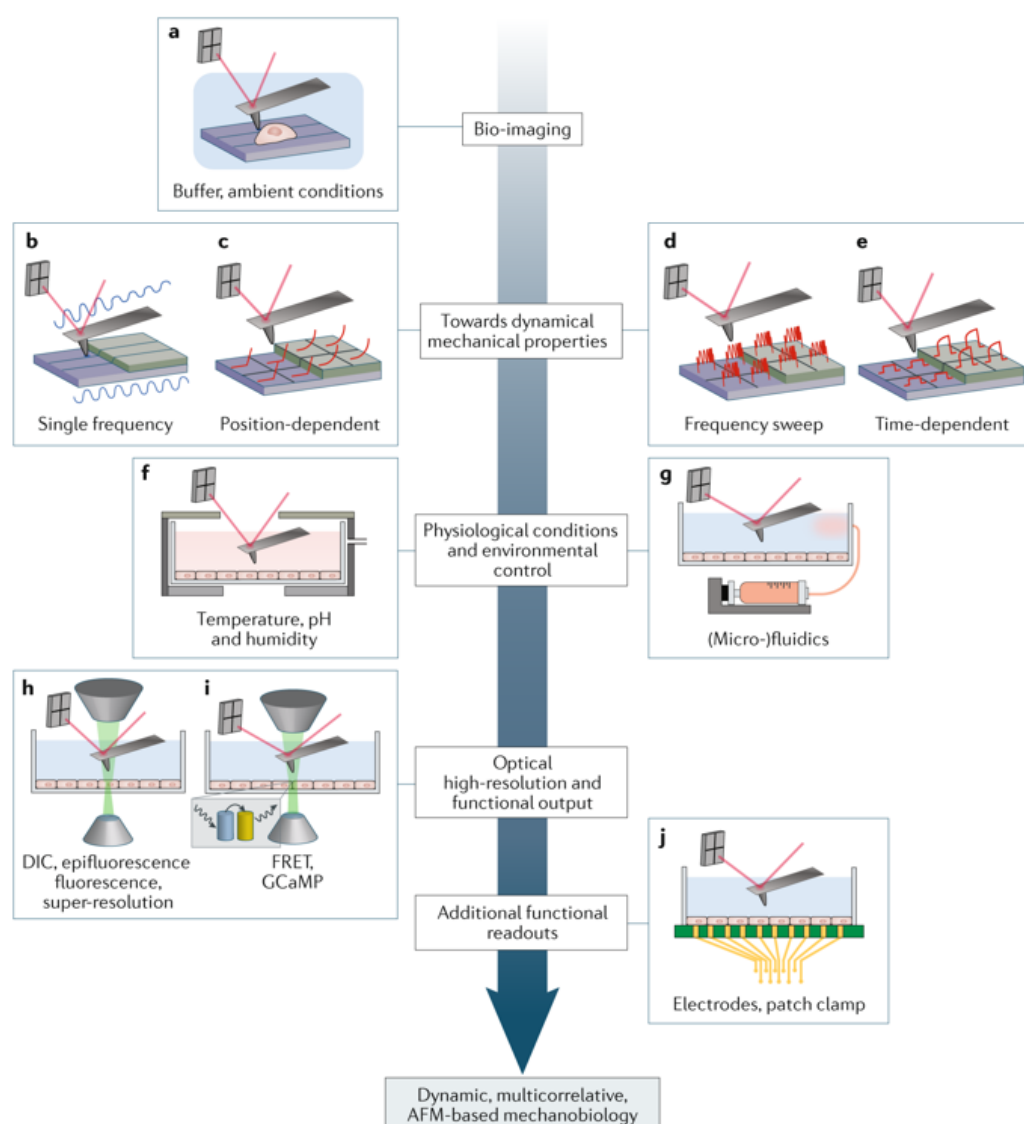 a
Buffer, ambient conditions
Bio-imaging
b
c
Single frequency
Position-dependent
Towards dynamical
mechanical properties
d
e
Frequency sweep
Time-dependent
f
Temperature, pH
and humidity
Physiological conditions
and environmental
control
g
(Micro-)fluidics
h
i
DIC, epifluorescence
fluorescence,
super-resolution
FRET,
GCaMP
Optical
high-resolution and
functional output
Additional functional
readouts
j
Electrodes, patch clamp
Dynamic, multicorrelative,
AFM-based mechanobiology